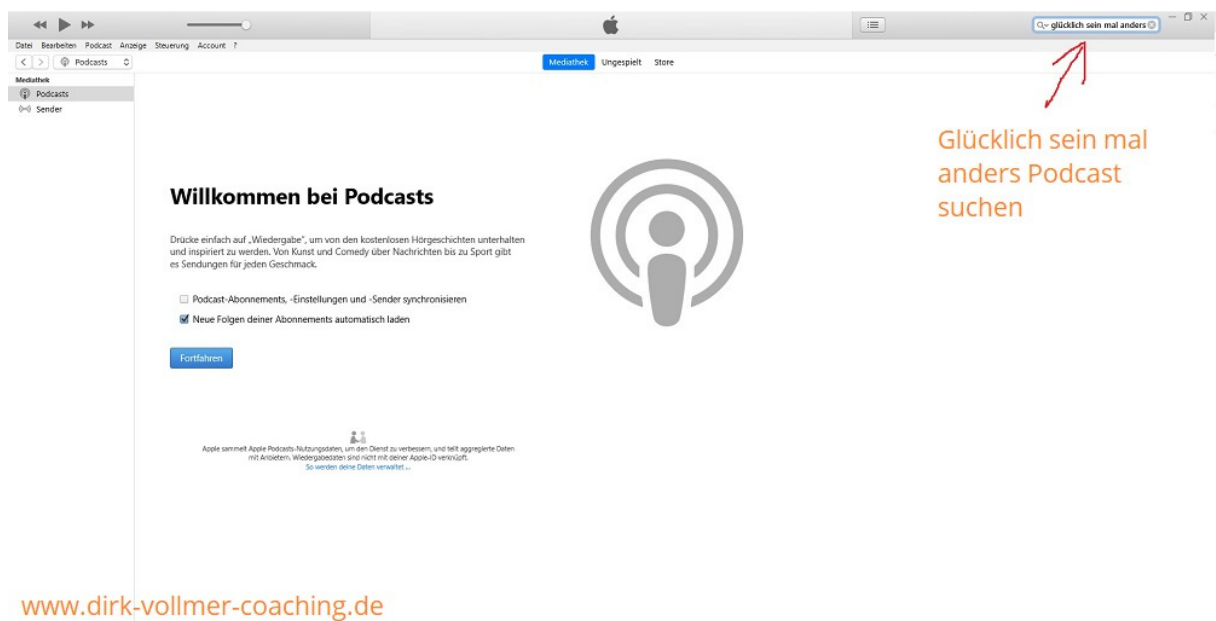 glücklich sein mal anders
Datei Bearbeiten Podcast Anzeige Steuerung Account ?
Podcasts
Mediathek Ungespielt Store
Mediathek
Podcasts
Sender
Glücklich sein mal
anders Podcast
suchen
Willkommen bei Podcasts
Drücke einfach auf „Wiedergabe“, um von den kostenlosen Hörgeschichten unterhalten
und inspiriert zu werden. Von Kunst und Comedy über Nachrichten bis zu Sport gibt
es Sendungen für jeden Geschmack.
Podcast-Abonnements, -Einstellungen und -Sender synchronisieren
Neue Folgen deiner Abonnements automatisch laden
Fortfahren
Apple sammelt Apple Podcasts-Nutzungsdaten, um den Dienst zu verbessern, und teilt aggregierte Daten
mit Anbietern. Wiedergabedaten sind nicht mit deiner Apple-ID verknüpft.
So werden deine Daten verwaltet ...
www.dirk-vollmer-coaching.de